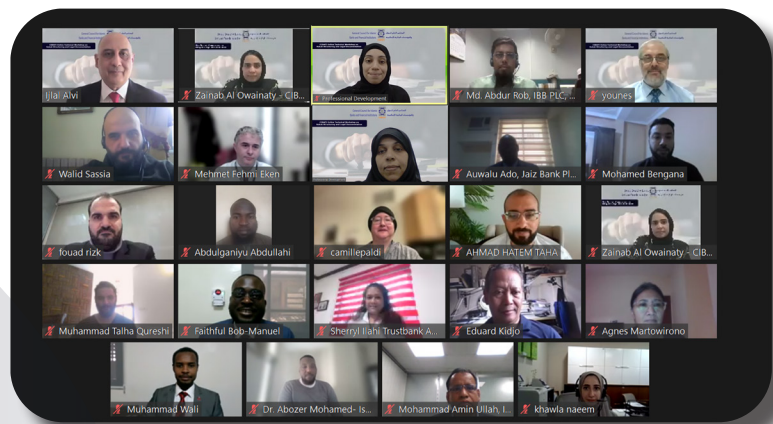 Ijlal Alvi
Zainab Al Owainaty - CIB...
Professional Development
Md. Abdur Rob, IBB PLC, ...
younes
Walid Sassia
Mehmet Fehmi Eken
Auwalu Ado, Jaiz Bank Pl...
Mohamed Bengana
fouad rizk
Abdulganiyu Abdullahi
camillepaldi
AHMAD HATEM TAHA
Zainab Al Owainaty - CIB...
Muhammad Talha Qureshi
Faithful Bob-Manuel
Sherryl Ilahi Trustbank A...
Eduard Kidjo
Agnes Martowirono
Muhammad Wali
Dr. Abozer Mohamed- Is...
Mohammad Amin Ullah, I...
khawla naeem